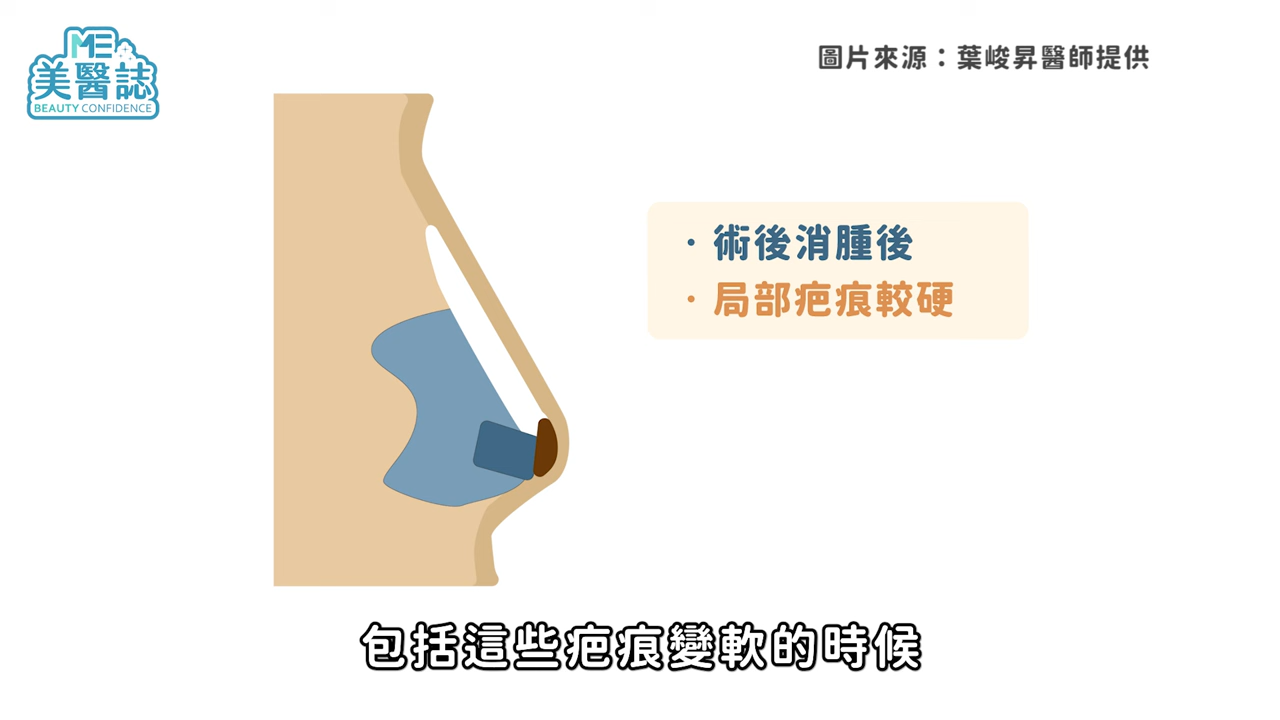 ME
美醫誌
BEAUTY CONFIDENCE
圖片來源：葉峻昇醫師提供
·術後消腫後
·局部疤痕較硬
包括這些疤痕變軟的時候